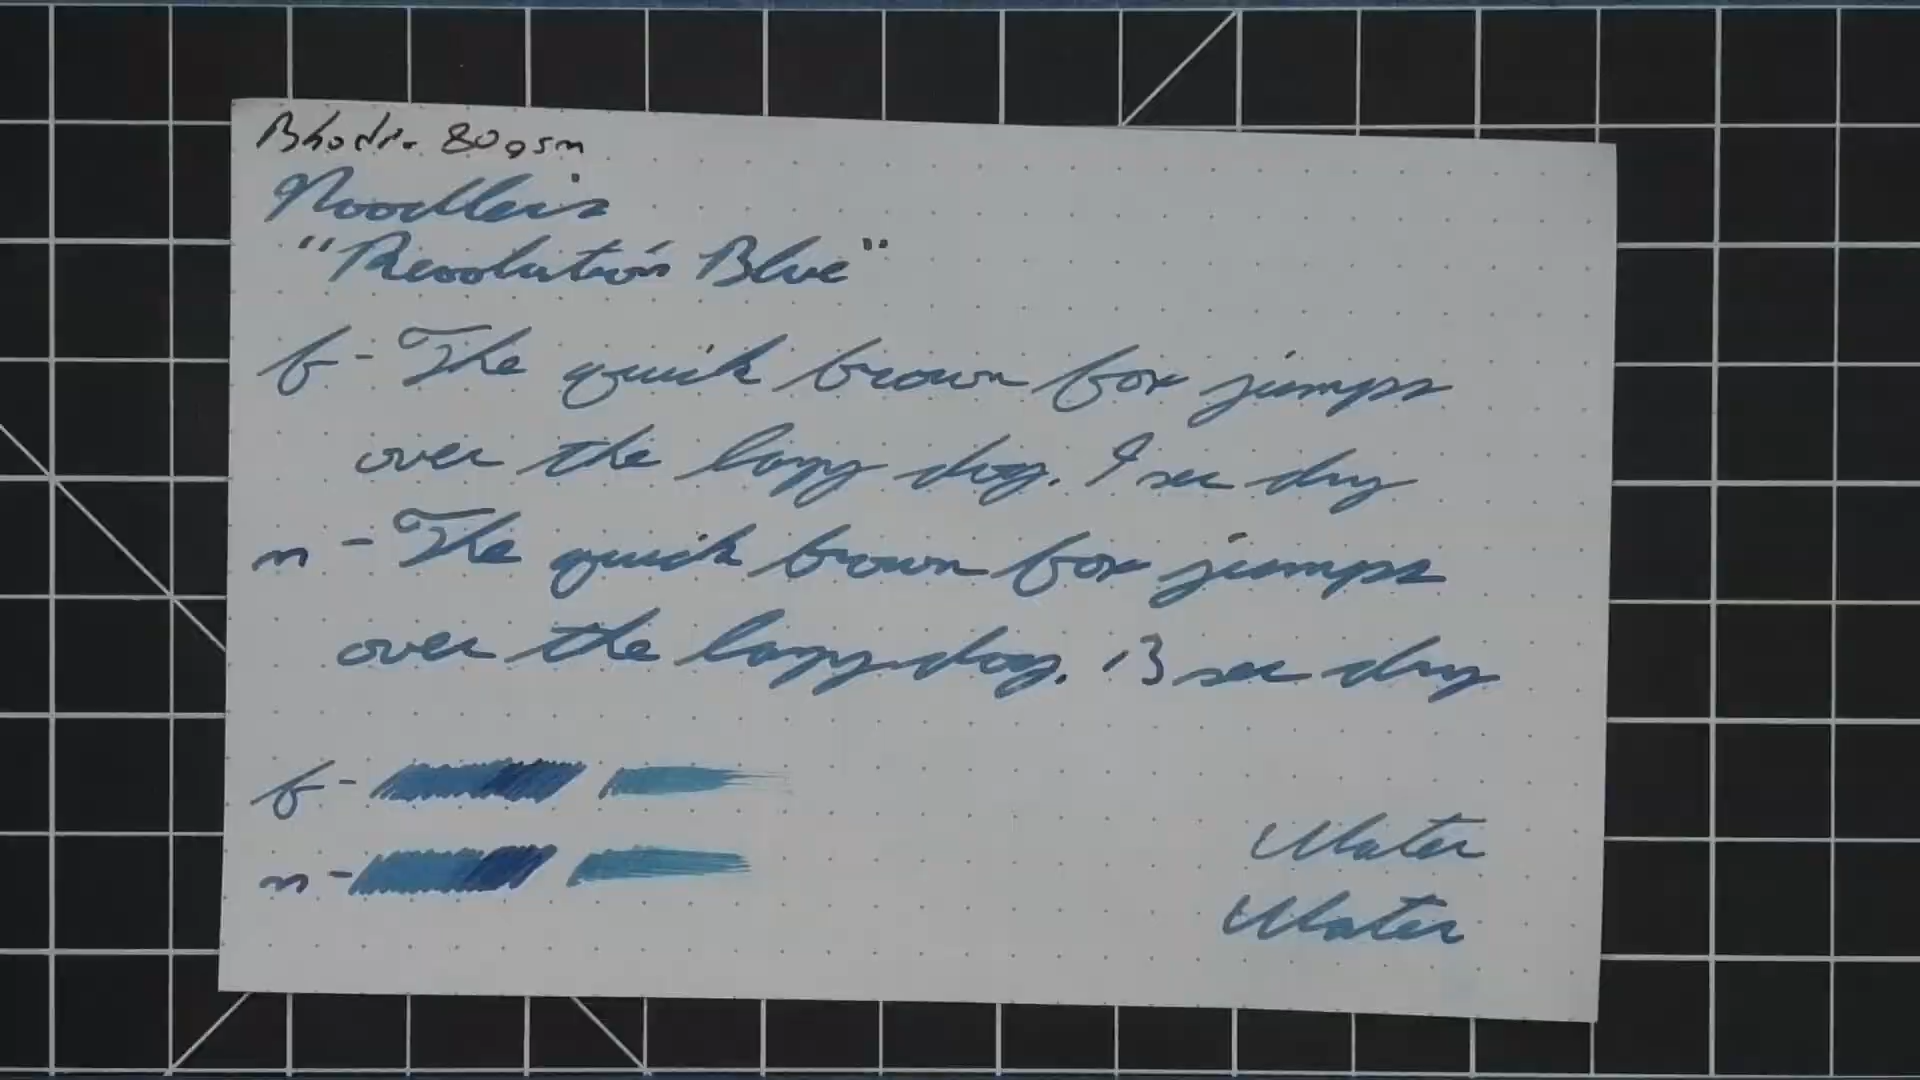 Rhodia 80gsm
Noodler's
"Revolution Blue"
f - The quick brown fox jumps
over the lazy dog. 9 sec dry
m - The quick brown fox jumps
over the lazy dog. 13 sec dry
f -
m -
Water
Water